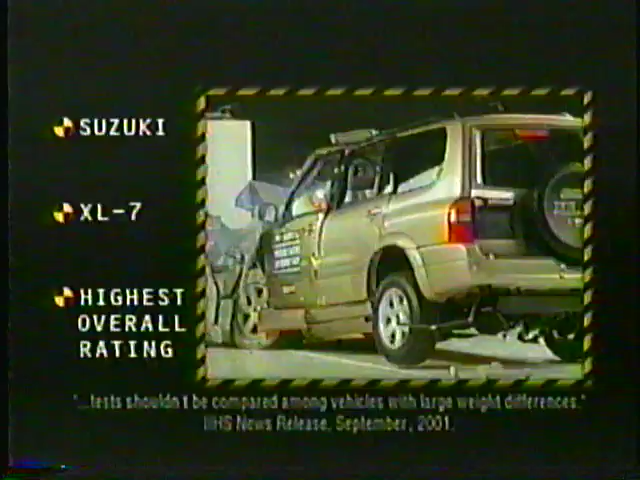 SUZUKI
XL-7
HIGHEST
OVERALL
RATING
"...tests shouldn't be compared among vehicles with large weight differences."
IIHS News Release, September, 2001.